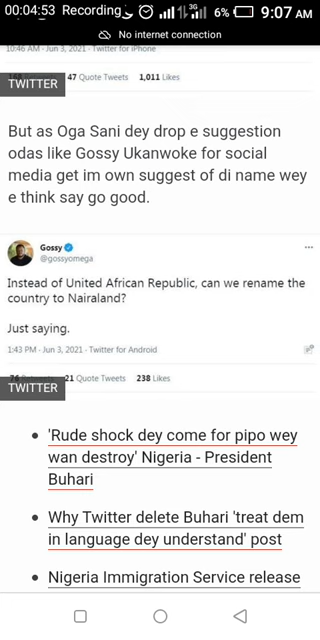 00:04:53 Recording 3G 6% 9:07 AM
No internet connection
10:46 AM · Jun 3, 2021 · Twitter for iPhone
47 Quote Tweets 1,011 Likes
TWITTER
But as Oga Sani dey drop e suggestion
odas like Gossy Ukanwoke for social
media get im own suggest of di name wey
e think say go good.
Gossy
@gossyomega
Instead of United African Republic, can we rename the
country to Nairaland?
Just saying.
1:43 PM · Jun 3, 2021 · Twitter for Android
21 Quote Tweets 238 Likes
TWITTER
'Rude shock dey come for pipo wey
wan destroy' Nigeria - President
Buhari
Why Twitter delete Buhari 'treat dem
in language dey understand' post
Nigeria Immigration Service release